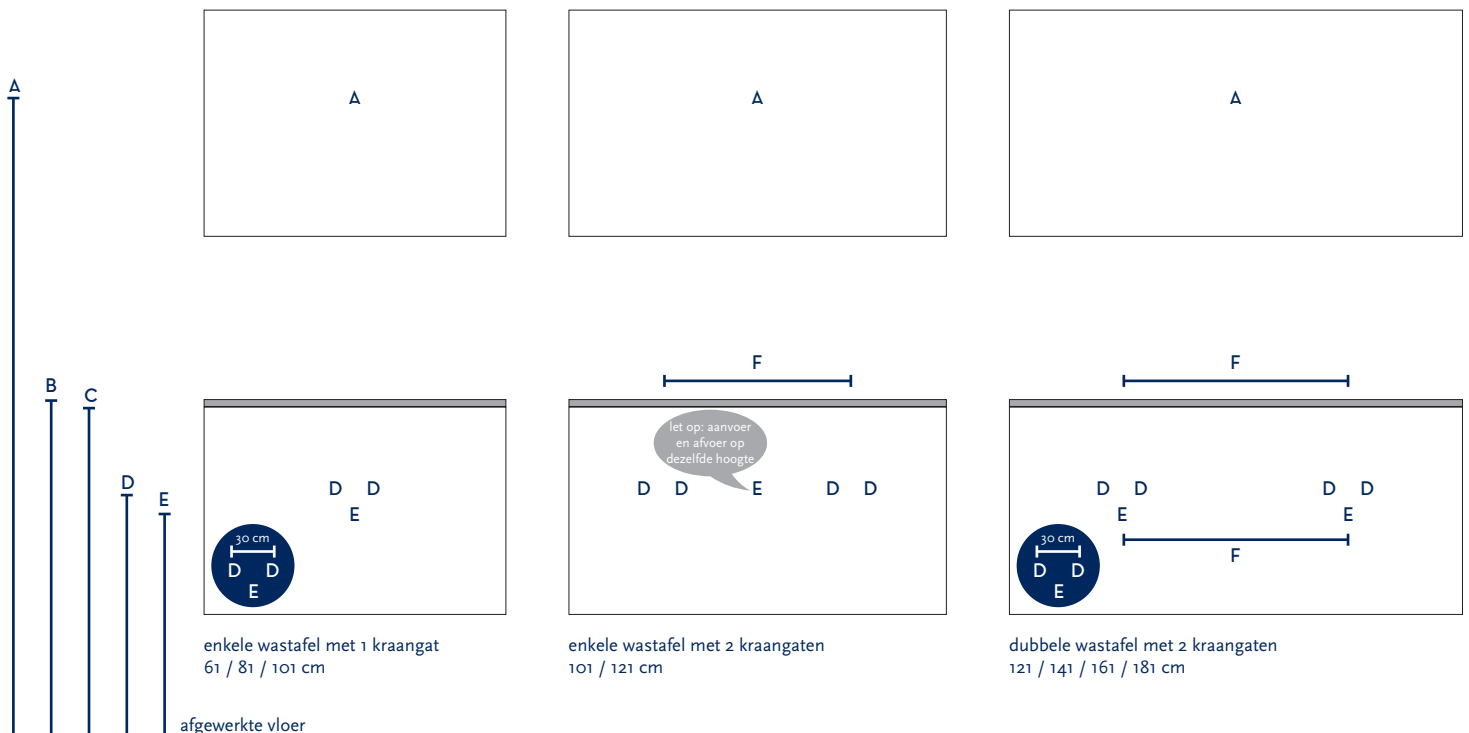 A
A
A
A
B
C
D
E
F
F
let op: aanvoer
en afvoer op
dezelfde hoogte
D D
E
D D E D D
D D D D
E E
F
30 cm
D D
E
30 cm
D D
E
enkele wastafel met 1 kraangat
61 / 81 / 101 cm
enkele wastafel met 2 kraangaten
101 / 121 cm
dubbele wastafel met 2 kraangaten
121 / 141 / 161 / 181 cm
afgewerkte vloer